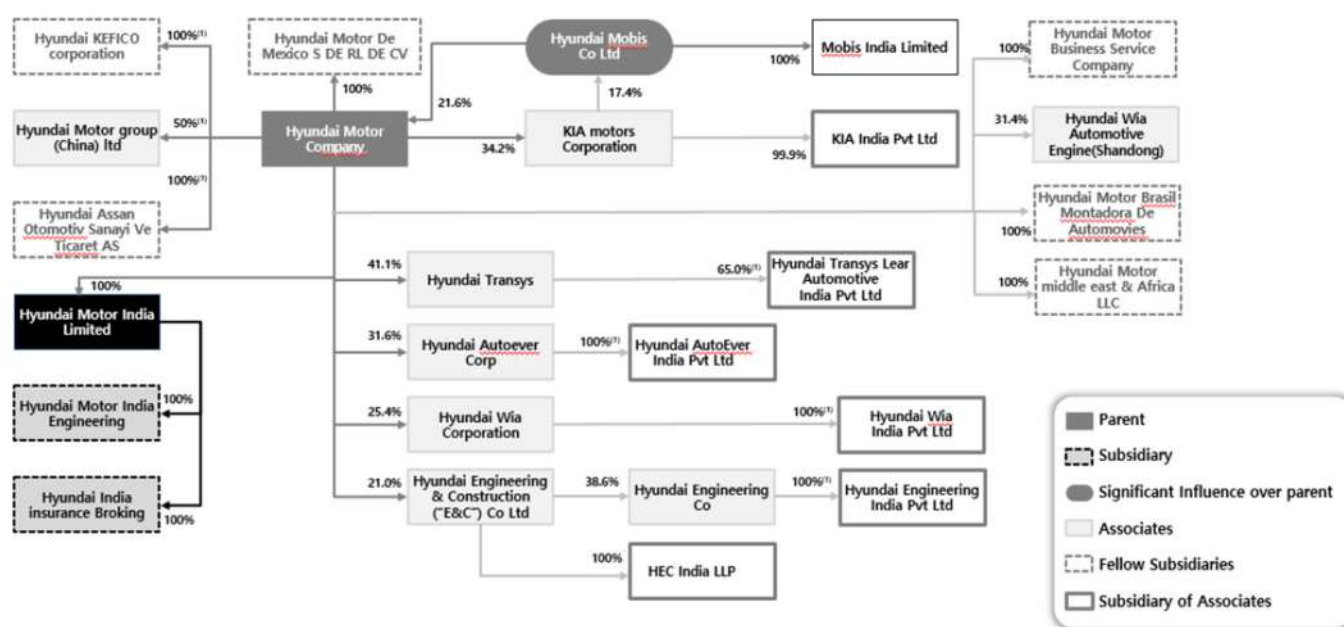 Hyundai KEFICO
corporation
100%(1)
Hyundai Motor De
Mexico S DE RL DE CV
100%
Hyundai Mobis
Co Ltd
100%
Mobis India Limited
100%
Hyundai Motor
Business Service
Company
21.6%
17.4%
Hyundai Motor group
(China) ltd
50%(1)
Hyundai Motor
Company
34.2%
KIA motors
Corporation
99.9%
KIA India Pvt Ltd
31.4%
Hyundai Wia
Automotive
Engine(Shandong)
100%(1)
Hyundai Assan
Otomotiv Sanayi Ve
Ticaret AS
100%
Hyundai Motor Brasil
Montadora De
Automovies
41.1%
Hyundai Transys
65.0%(1)
Hyundai Transys Lear
Automotive
India Pvt Ltd
100%
Hyundai Motor
middle east & Africa
LLC
100%
Hyundai Motor India
Limited
31.6%
Hyundai Autoever
Corp
100%(1)
Hyundai AutoEver
India Pvt Ltd
Hyundai Motor India
Engineering
100%
25.4%
Hyundai Wia
Corporation
100%(1)
Hyundai Wia
India Pvt Ltd
Hyundai India
insurance Broking
100%
21.0%
Hyundai Engineering
& Construction
("E&C") Co Ltd
38.6%
Hyundai Engineering
Co
100%(1)
Hyundai Engineering
India Pvt Ltd
100%
HEC India LLP
Parent
Subsidiary
Significant Influence over parent
Associates
Fellow Subsidiaries
Subsidiary of Associates